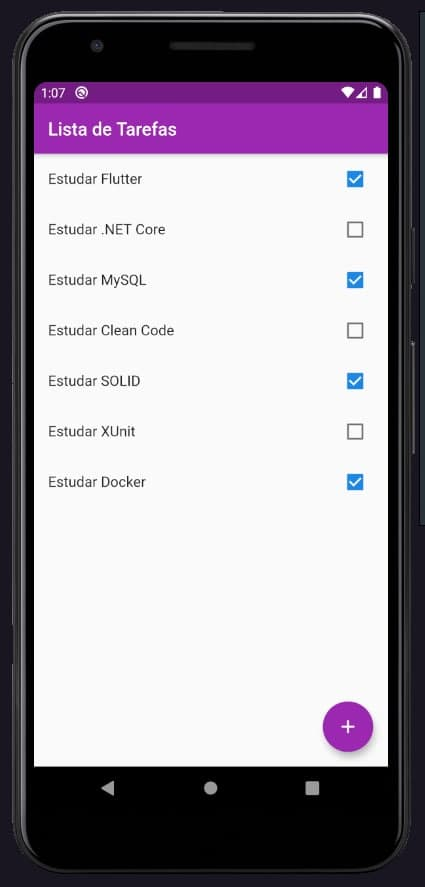 1:07
Lista de Tarefas
Estudar Flutter
Estudar .NET Core
Estudar MySQL
Estudar Clean Code
Estudar SOLID
Estudar XUnit
Estudar Docker